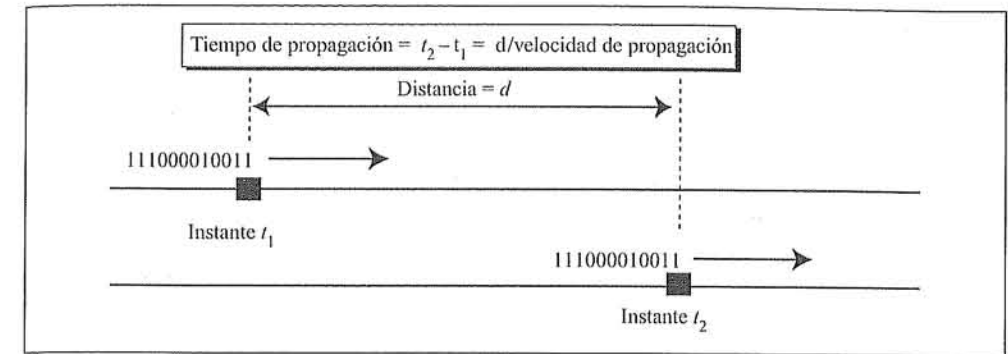 Tiempo de propagación = t₂ – t₁ = d/velocidad de propagación
Distancia = d
111000010011
Instante t₁
111000010011
Instante t₂